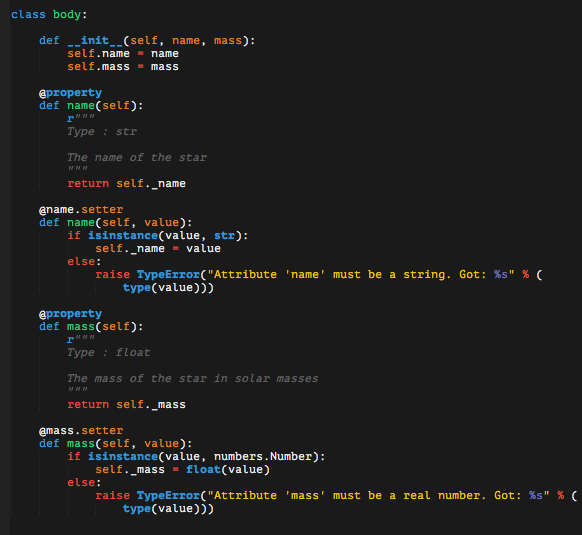 class body:
def __init__(self, name, mass):
self.name = name
self.mass = mass
@property
def name(self):
r"""
Type : str
The name of the star
"""
return self._name
@name.setter
def name(self, value):
if isinstance(value, str):
self._name = value
else:
raise TypeError("Attribute 'name' must be a string. Got: %s" % (
type(value)))
@property
def mass(self):
r"""
Type : float
The mass of the star in solar masses
"""
return self._mass
@mass.setter
def mass(self, value):
if isinstance(value, numbers.Number):
self._mass = float(value)
else:
raise TypeError("Attribute 'mass' must be a real number. Got: %s" % (
type(value)))